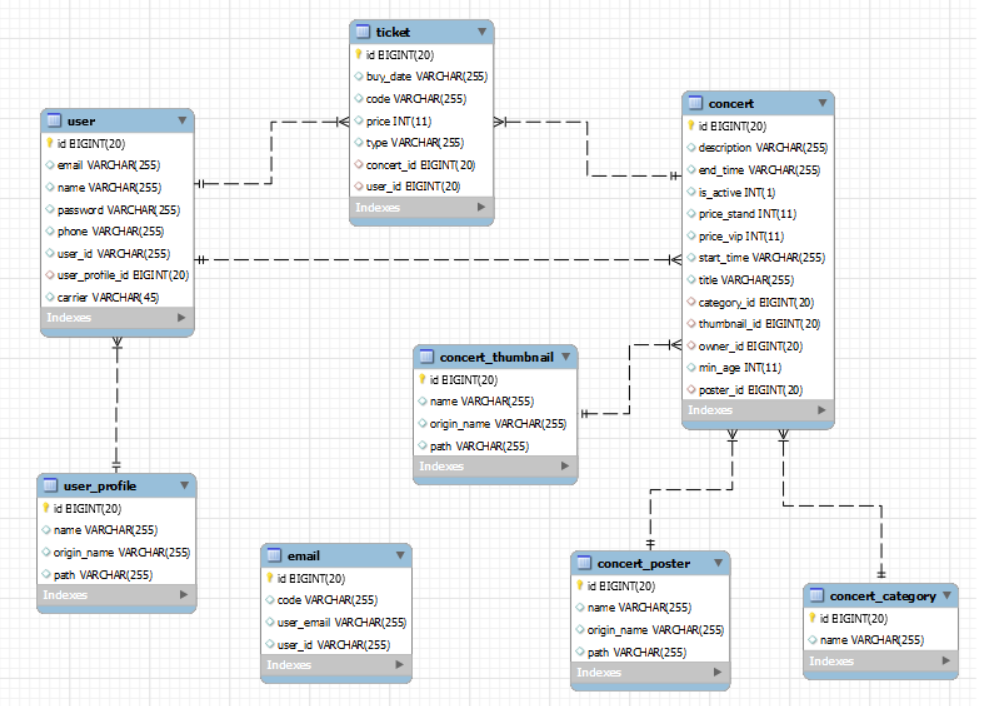 ticket
id BIGINT(20)
buy_date VARCHAR(255)
code VARCHAR(255)
price INT(11)
type VARCHAR(255)
concert_id BIGINT(20)
user_id BIGINT(20)
Indexes
user
id BIGINT(20)
email VARCHAR(255)
name VARCHAR(255)
password VARCHAR(255)
phone VARCHAR(255)
user_id VARCHAR(255)
user_profile_id BIGINT(20)
carrier VARCHAR(45)
Indexes
concert
id BIGINT(20)
description VARCHAR(255)
end_time VARCHAR(255)
is_active INT(1)
price_stand INT(11)
price_vip INT(11)
start_time VARCHAR(255)
title VARCHAR(255)
category_id BIGINT(20)
thumbnail_id BIGINT(20)
owner_id BIGINT(20)
min_age INT(11)
poster_id BIGINT(20)
Indexes
concert_thumbnail
id BIGINT(20)
name VARCHAR(255)
origin_name VARCHAR(255)
path VARCHAR(255)
Indexes
user_profile
id BIGINT(20)
name VARCHAR(255)
origin_name VARCHAR(255)
path VARCHAR(255)
Indexes
email
id BIGINT(20)
code VARCHAR(255)
user_email VARCHAR(255)
user_id VARCHAR(255)
Indexes
concert_poster
id BIGINT(20)
name VARCHAR(255)
origin_name VARCHAR(255)
path VARCHAR(255)
Indexes
concert_category
id BIGINT(20)
name VARCHAR(255)
Indexes